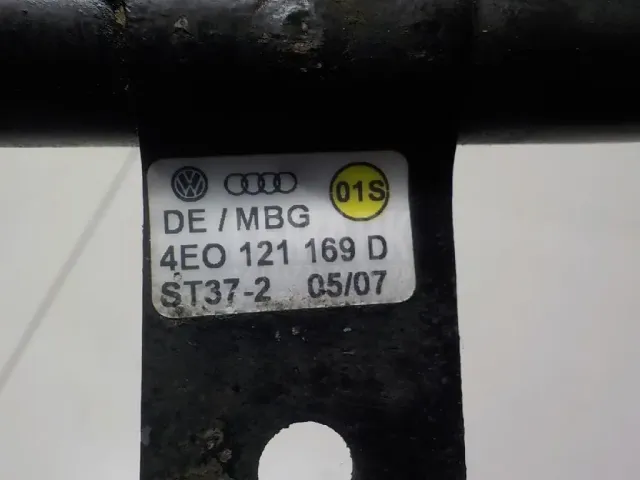 01S
DE / MBG
4EO 121 169 D
ST37-2 05/07